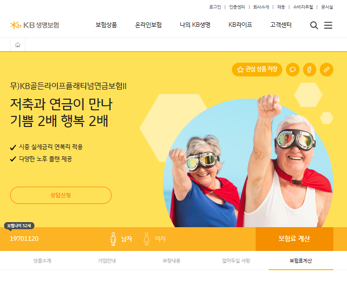 로그인 | 인증센터 | 회사소개 | 채용 | 소비자포털 | 공시실
KB 생명보험
보험상품 온라인보험 나의 KB생명 KB라이프 고객센터
관심 상품 저장
무)KB골든라이프플래티넘연금보험II
저축과 연금이 만나
기쁨 2배 행복 2배
시중 실세금리 연복리 적용
다양한 노후 플랜 제공
상담신청
보험나이 52세
19701120 남자 여자 보험료 계산
상품소개 가입안내 보장내용 알아두실 사항 보험료계산